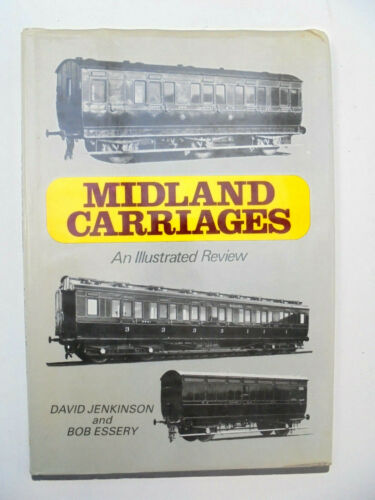 MIDLAND
CARRIAGES
An Illustrated Review
DAVID JENKINSON
and
BOB ESSERY